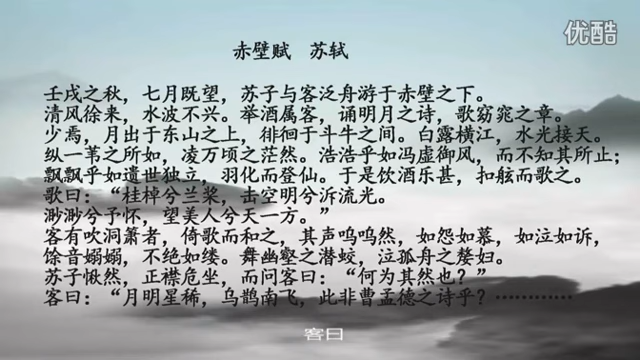 优酷
赤壁赋 苏轼
壬戌之秋，七月既望，苏子与客泛舟游于赤壁之下。
清风徐来，水波不兴。举酒属客，诵明月之诗，歌窈窕之章。
少焉，月出于东山之上，徘徊于斗牛之间。白露横江，水光接天。
纵一苇之所如，凌万顷之茫然。浩浩乎如冯虚御风，而不知其所止；
飘飘乎如遗世独立，羽化而登仙。于是饮酒乐甚，扣舷而歌之。
歌曰：“桂棹兮兰桨，击空明兮泝流光。
渺渺兮予怀，望美人兮天一方。”
客有吹洞箫者，倚歌而和之，其声呜呜然，如怨如慕，如泣如诉，
馀音嫋嫋，不绝如缕。舞幽壑之潜蛟，泣孤舟之嫠妇。
苏子愀然，正襟危坐，而问客曰：“何为其然也？”
客曰：“月明星稀，乌鹊南飞，此非曹孟德之诗乎？…………
客曰